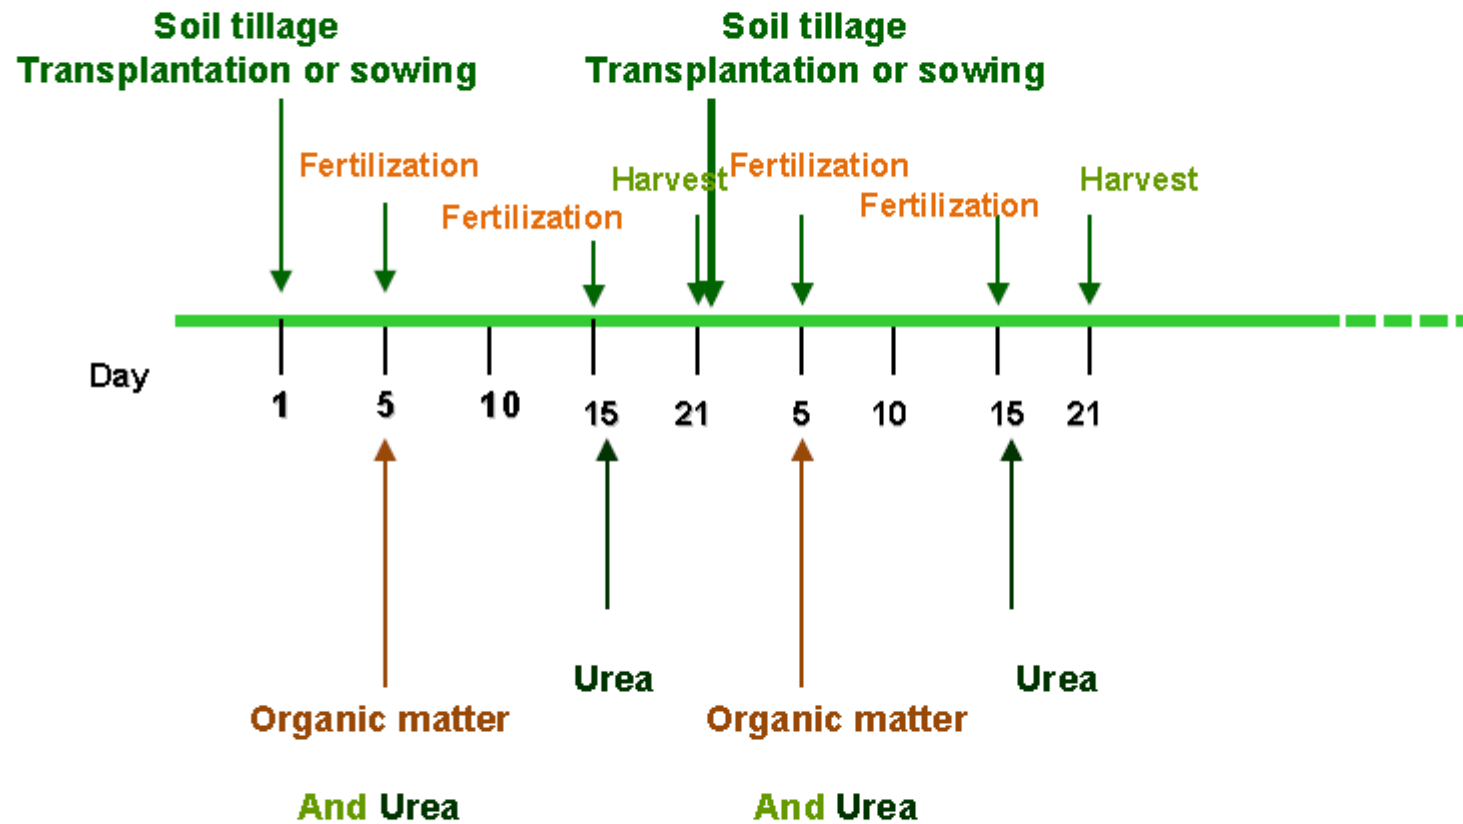 Soil tillage
Transplantation or sowing
Soil tillage
Transplantation or sowing
Fertilization
Fertilization
Harvest
Fertilization
Fertilization
Harvest
Day
1 5 10 15 21 5 10 15 21
Urea
Urea
Organic matter
Organic matter
And Urea
And Urea